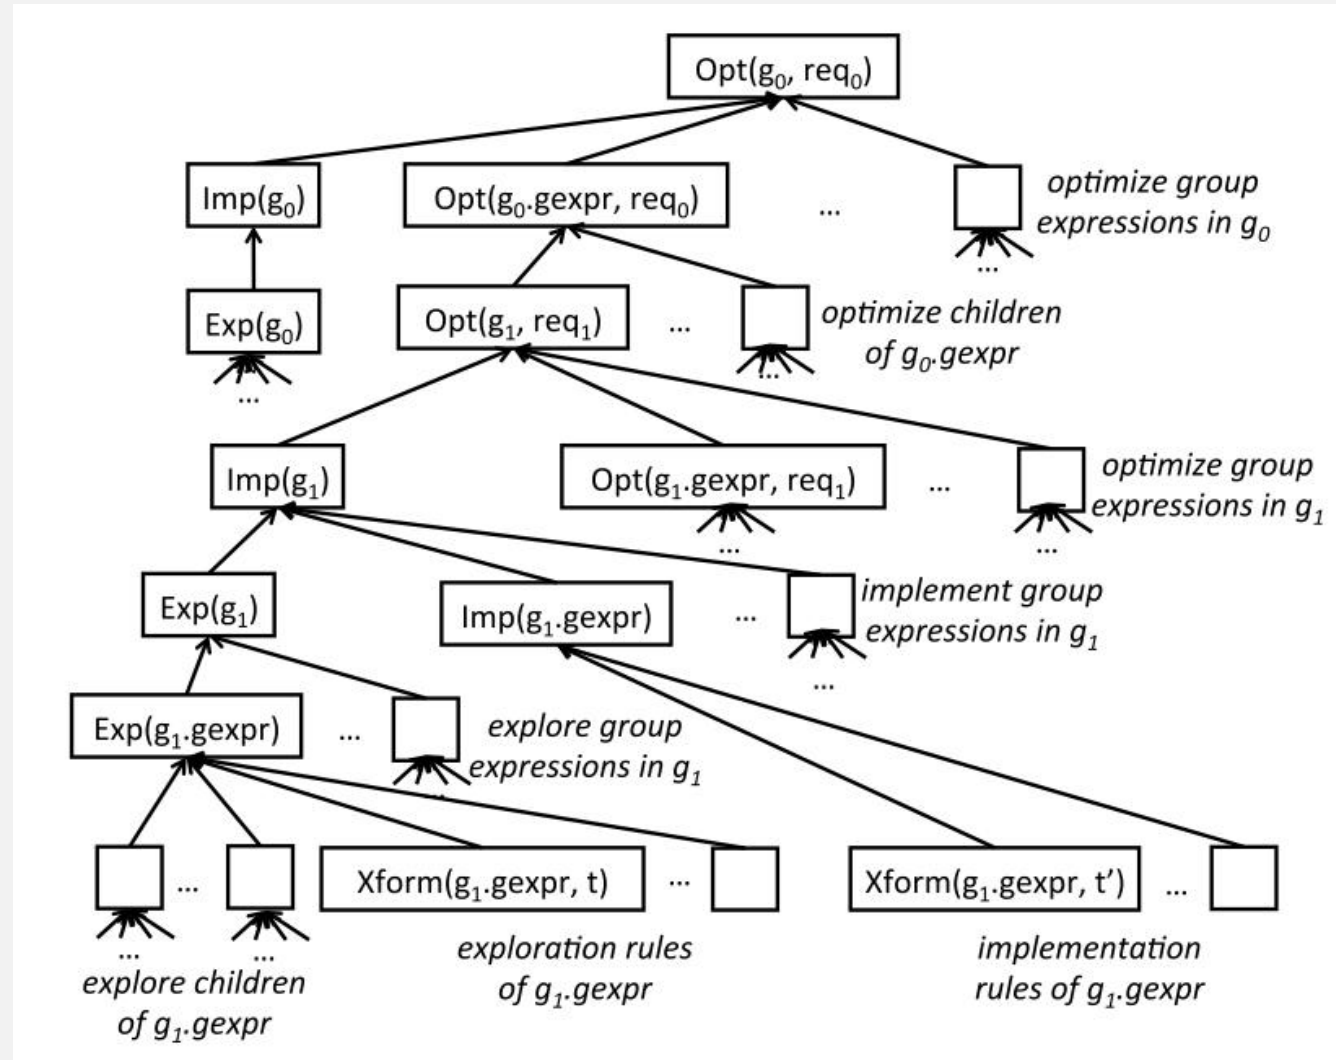 Opt(g₀, req₀)
Imp(g₀)
Opt(g₀.gexpr, req₀)
...
optimize group
expressions in g₀
...
Exp(g₀)
Opt(g₁, req₁)
...
optimize children
of g₀.gexpr
...
...
Imp(g₁)
Opt(g₁.gexpr, req₁)
...
optimize group
expressions in g₁
...
...
Exp(g₁)
Imp(g₁.gexpr)
...
implement group
expressions in g₁
...
Exp(g₁.gexpr)
...
explore group
expressions in g₁
...
...
Xform(g₁.gexpr, t)
...
Xform(g₁.gexpr, t’)
...
...
...
explore children
of g₁.gexpr
exploration rules
of g₁.gexpr
implementation
rules of g₁.gexpr